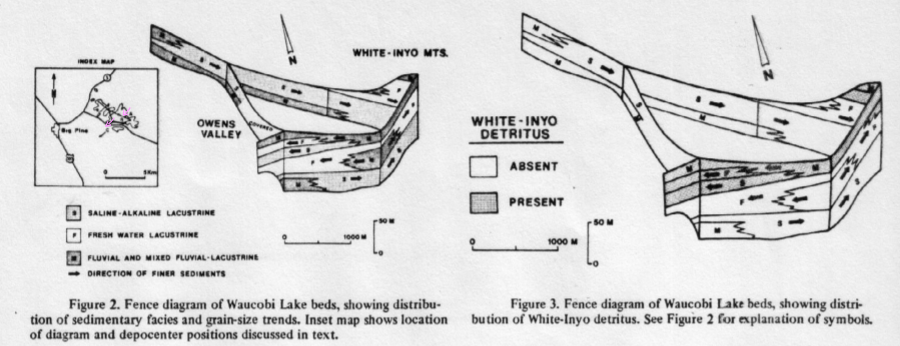 INDEX MAP
N
Big Pine
0 5Km
WHITE-INYO MTS.
N
OWENS
VALLEY
COVERED
S SALINE-ALKALINE LACUSTRINE
F FRESH WATER LACUSTRINE
M FLUVIAL AND MIXED FLUVIAL-LACUSTRINE
DIRECTION OF FINER SEDIMENTS
0 1000 M
50 M
0
Figure 2. Fence diagram of Waucobi Lake beds, showing distribu-
tion of sedimentary facies and grain-size trends. Inset map shows location
of diagram and depocenter positions discussed in text.
N
WHITE-INYO
DETRITUS
ABSENT
PRESENT
0 1000 M
50 M
0
Figure 3. Fence diagram of Waucobi Lake beds, showing distri-
bution of White-Inyo detritus. See Figure 2 for explanation of symbols.